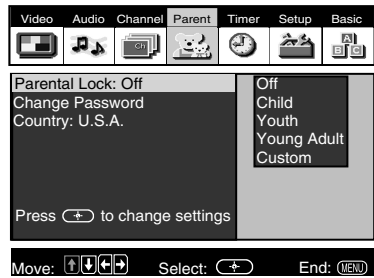 Video Audio Channel Parent Timer Setup Basic
Ch
A
B C
Parental Lock: Off
Change Password
Country: U.S.A.
Off
Child
Youth
Young Adult
Custom
Press to change settings
Move: Select: End: MENU